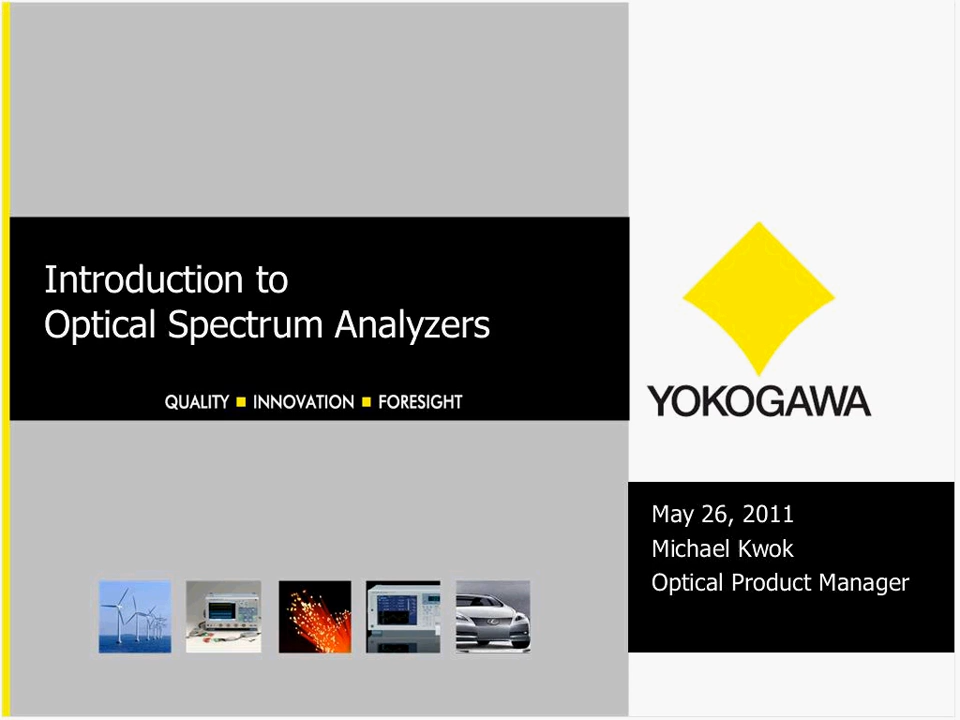 Introduction to
Optical Spectrum Analyzers
QUALITY ■ INNOVATION ■ FORESIGHT
YOKOGAWA
May 26, 2011
Michael Kwok
Optical Product Manager